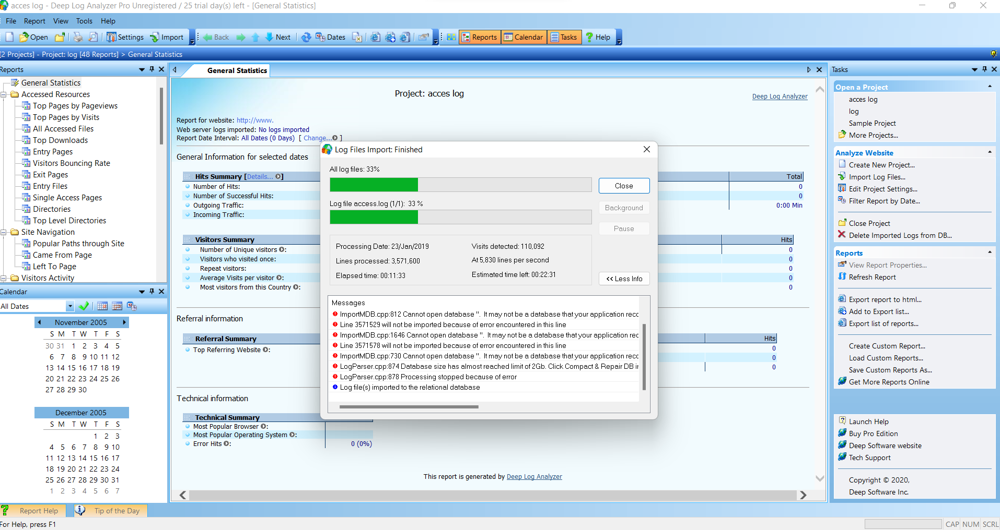 acces log - Deep Log Analyzer Pro Unregistered / 25 trial day(s) left - [General Statistics]
File Report View Tools Help
Open Settings Import Back Next Dates Reports Calendar Tasks Help
[2 Projects] - Project: log [48 Reports] > General Statistics
Reports
General Statistics
Accessed Resources
Top Pages by Pageviews
Top Pages by Visits
All Accessed Files
Top Downloads
Entry Pages
Visitors Bouncing Rate
Exit Pages
Entry Files
Single Access Pages
Directories
Top Level Directories
Site Navigation
Popular Paths through Site
Came From Page
Left To Page
Visitors Activity
Calendar
All Dates
November 2005
S M T W T F S
30 31 1 2 3 4 5
6 7 8 9 10 11 12
13 14 15 16 17 18 19
20 21 22 23 24 25 26
27 28 29 30
December 2005
S M T W T F S
1 2 3
4 5 6 7 8 9 10
11 12 13 14 15 16 17
18 19 20 21 22 23 24
25 26 27 28 29 30 31
1 2 3 4 5 6 7
Report Help Tip of the Day
For Help, press F1
General Statistics
Project: acces log
Deep Log Analyzer
Report for website: http://www.
Web server logs imported: No logs imported
Report Date Interval: All Dates (0 Days) [ Change... ]
General Information for selected dates
Hits Summary [Details... ] Total
Number of Hits: 0
Number of Successful Hits: 0
Outgoing Traffic: 0:00 Min
Incoming Traffic:
Visitors Summary Hits
Number of Unique visitors : 0
Visitors who visited once: 0
Repeat visitors: 0
Average Visits per visitor : 0
Most visitors from this Country : 0
Referral information
Referral Summary Hits
Top Referring Website : 0
0
0
Technical information
Technical Summary
Most Popular Browser :
Most Popular Operating System :
Error Hits : 0 (0%)
This report is generated by Deep Log Analyzer
Log Files Import: Finished
All log files: 33%
Close
Log file access.log (1/1): 33 %
Background
Pause
Processing Date: 23/Jan/2019 Visits detected: 110,092
Lines processed: 3,571,600 At 5,830 lines per second
Elapsed time: 00:11:33 Estimated time left: 00:22:31
<< Less Info
Messages
ImportMDB.cpp:812 Cannot open database ''. It may not be a database that your application reco
Line 3571529 will not be imported because of error encountered in this line
ImportMDB.cpp:1646 Cannot open database ''. It may not be a database that your application rec
Line 3571578 will not be imported because of error encountered in this line
ImportMDB.cpp:730 Cannot open database ''. It may not be a database that your application reco
LogParser.cpp:874 Database size has almost reached limit of 2Gb. Click Compact & Repair DB in
LogParser.cpp:878 Processing stopped because of error
Log file(s) imported to the relational database
Tasks
Open a Project
acces log
log
Sample Project
More Projects...
Analyze Website
Create New Project...
Import Log Files...
Edit Project Settings...
Filter Report by Date...
Close Project
Delete Imported Logs from DB...
Reports
View Report Properties...
Refresh Report
Export report to html...
Add to Export list...
Export list of reports...
Create Custom Report...
Load Custom Reports...
Save Custom Reports As...
Get More Reports Online
Launch Help
Buy Pro Edition
Deep Software website
Tech Support
Copyright © 2020,
Deep Software Inc.
CAP NUM SCRL